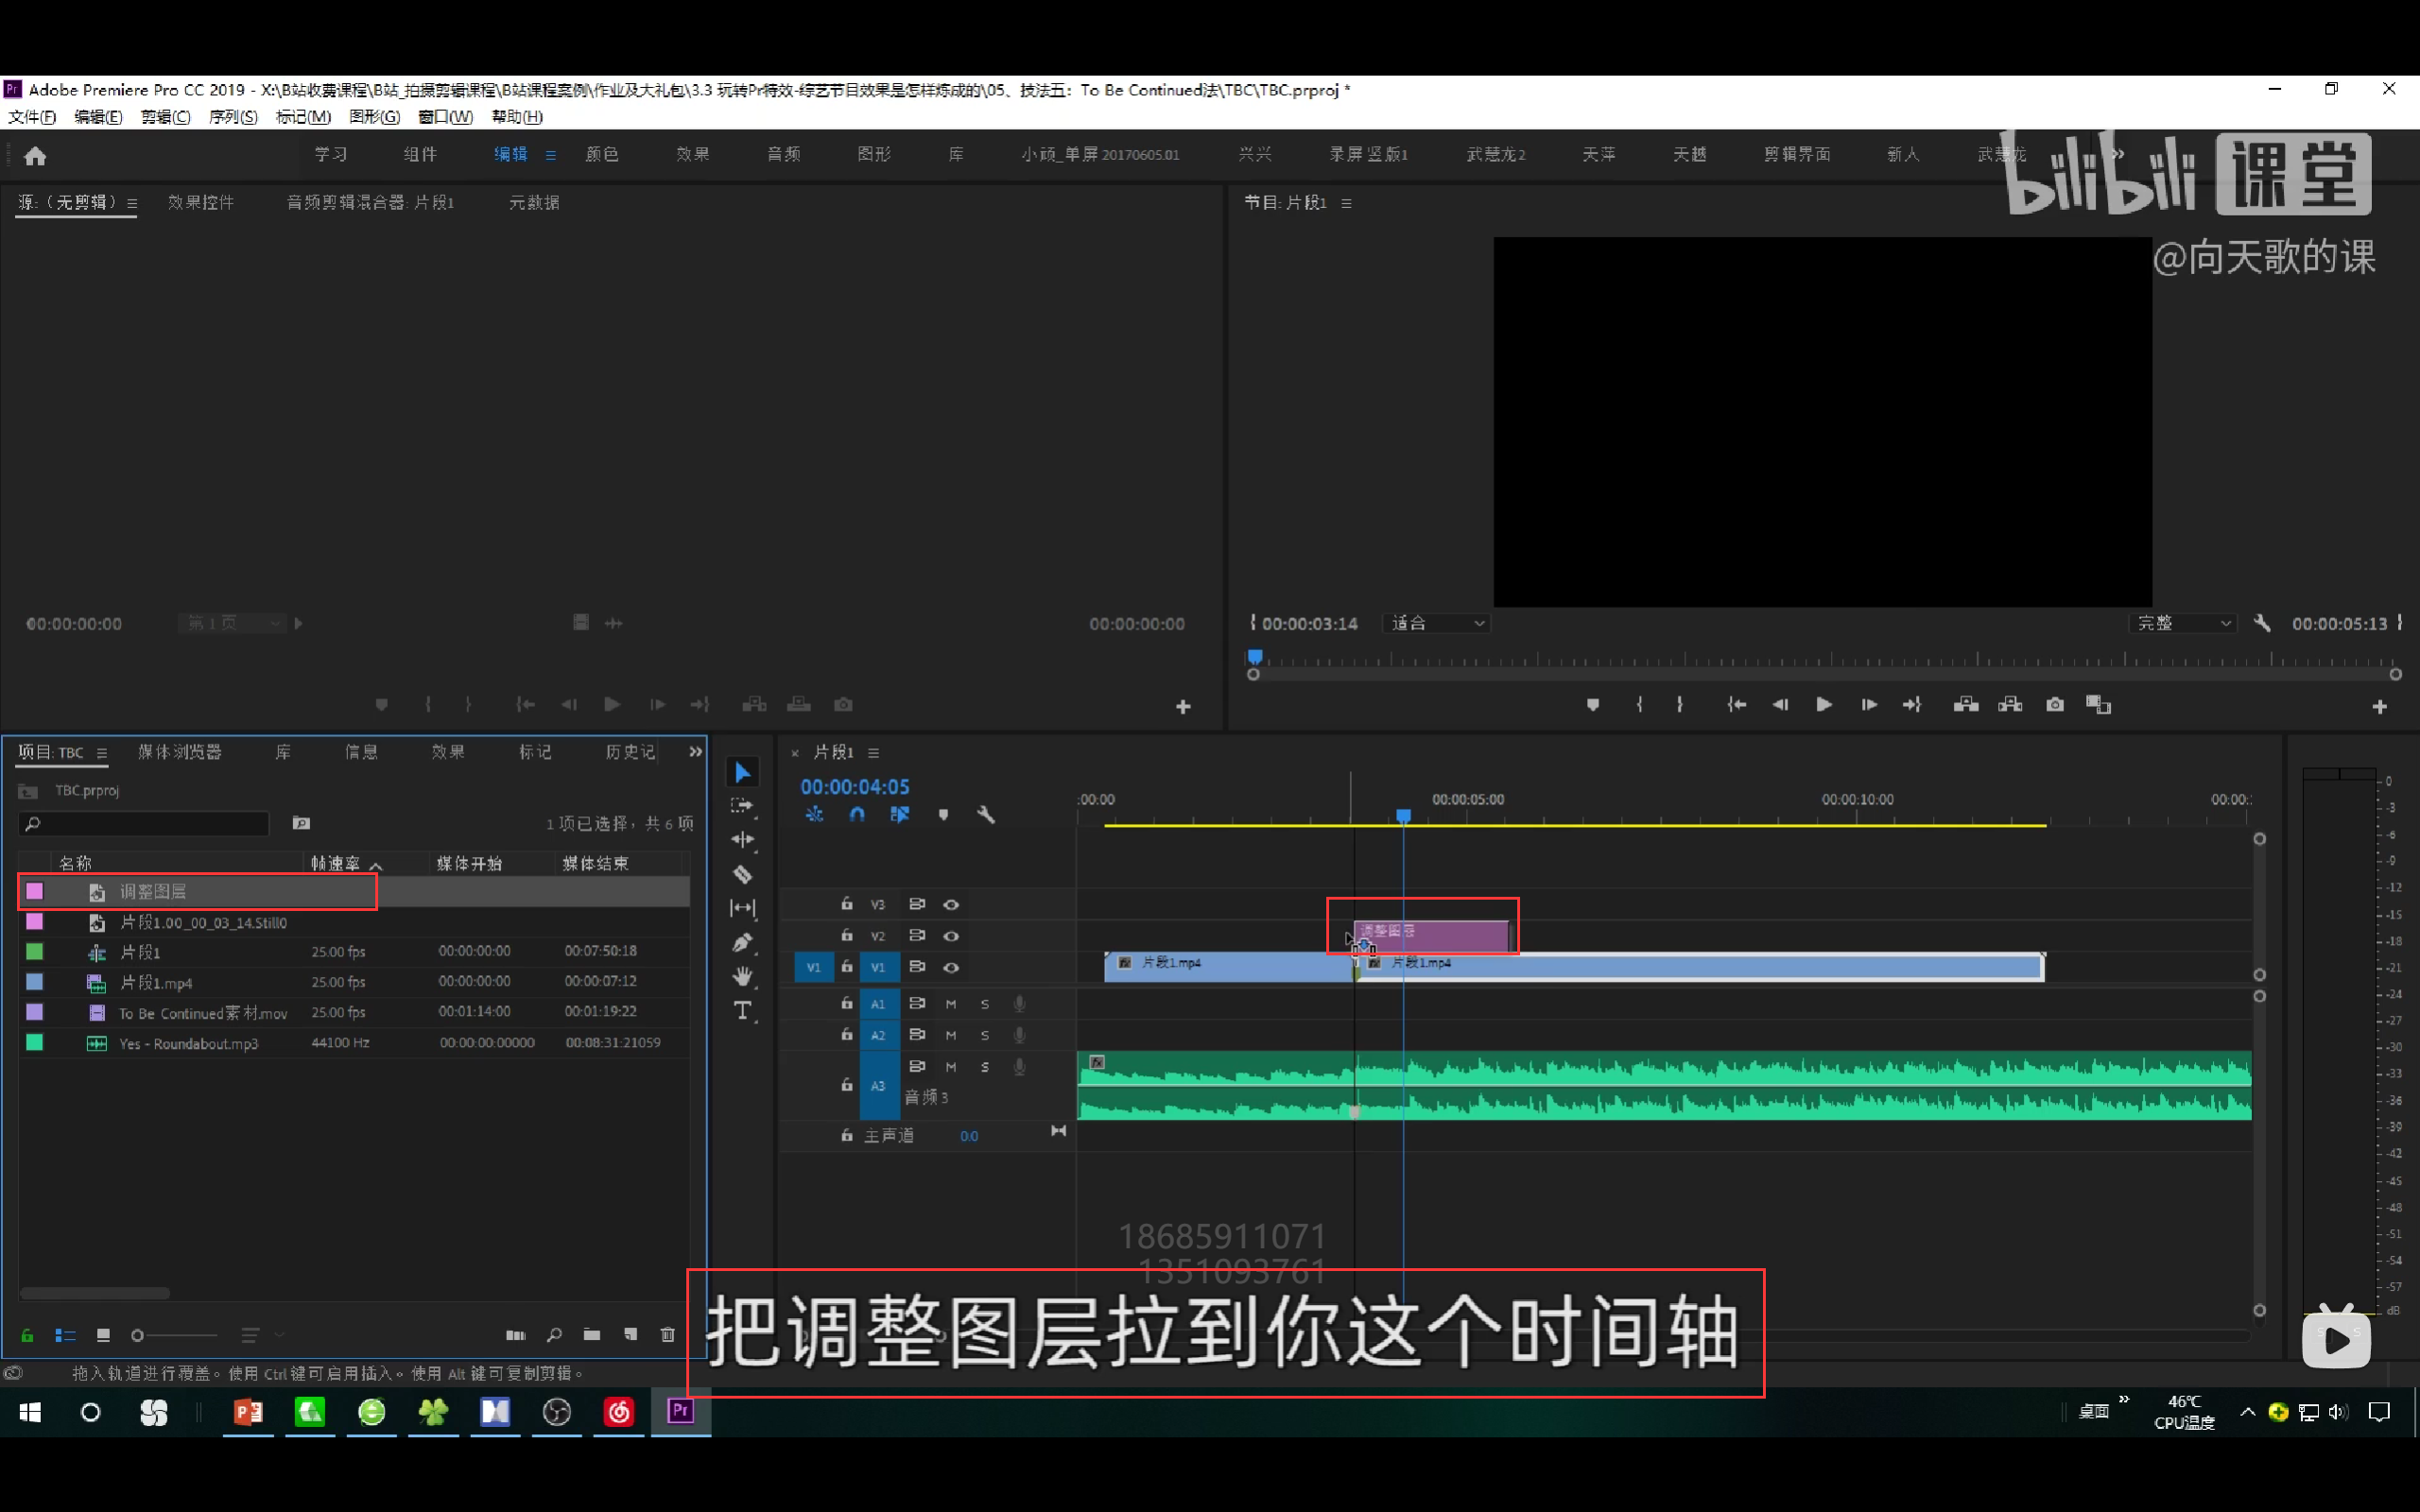 Adobe Premiere Pro CC 2019 - X:\B站收费课程\B站_拍摄剪辑课程\B站课程案例\作业及大礼包\3.3 玩转Pr特效-综艺节目效果是怎样炼成的\05、技法五：To Be Continued法\TBC\TBC.prproj *
文件(F) 编辑(E) 剪辑(C) 序列(S) 标记(M) 图形(G) 窗口(W) 帮助(H)
学习 组件 编辑 颜色 效果 音频 图形 库 小顽_单屏20170605.01 兴兴 录屏竖版1 武慧龙2 天萍 天越 剪辑界面 新人 武慧龙
bilibili 课堂
@向天歌的课
源:（无剪辑） 效果控件 音频剪辑混合器: 片段1 元数据
节目: 片段1
00:00:00:00 第1页 00:00:00:00
00:00:03:14 适合 完整 00:00:05:13
项目: TBC 媒体浏览器 库 信息 效果 标记 历史记
TBC.prproj
1 项已选择，共 6 项
名称 帧速率 媒体开始 媒体结束
调整图层
片段1.00_00_03_14.Still0
片段1 25.00 fps 00:00:00:00 00:07:50:18
片段1.mp4 25.00 fps 00:00:00:00 00:00:07:12
To Be Continued素材.mov 25.00 fps 00:01:14:00 00:01:19:22
Yes - Roundabout.mp3 44100 Hz 00:00:00:00000 00:08:31:21059
片段1
00:00:04:05
:00:00 00:00:05:00 00:00:10:00 00:00:
V3
V2 调整图层
V1 V1 片段1.mp4 片段1.mp4
A1 M S
A2 M S
A3 M S
音频 3
主声道 0.0
0
-3
-6
-9
-12
-15
-18
-21
-24
-27
-30
-33
-36
-39
-42
-45
-48
-51
-54
-57
dB
S S
18685911071
1351093761
把调整图层拉到你这个时间轴
拖入轨道进行覆盖。使用 Ctrl 键可启用插入。使用 Alt 键可复制剪辑。
桌面
46℃
CPU温度